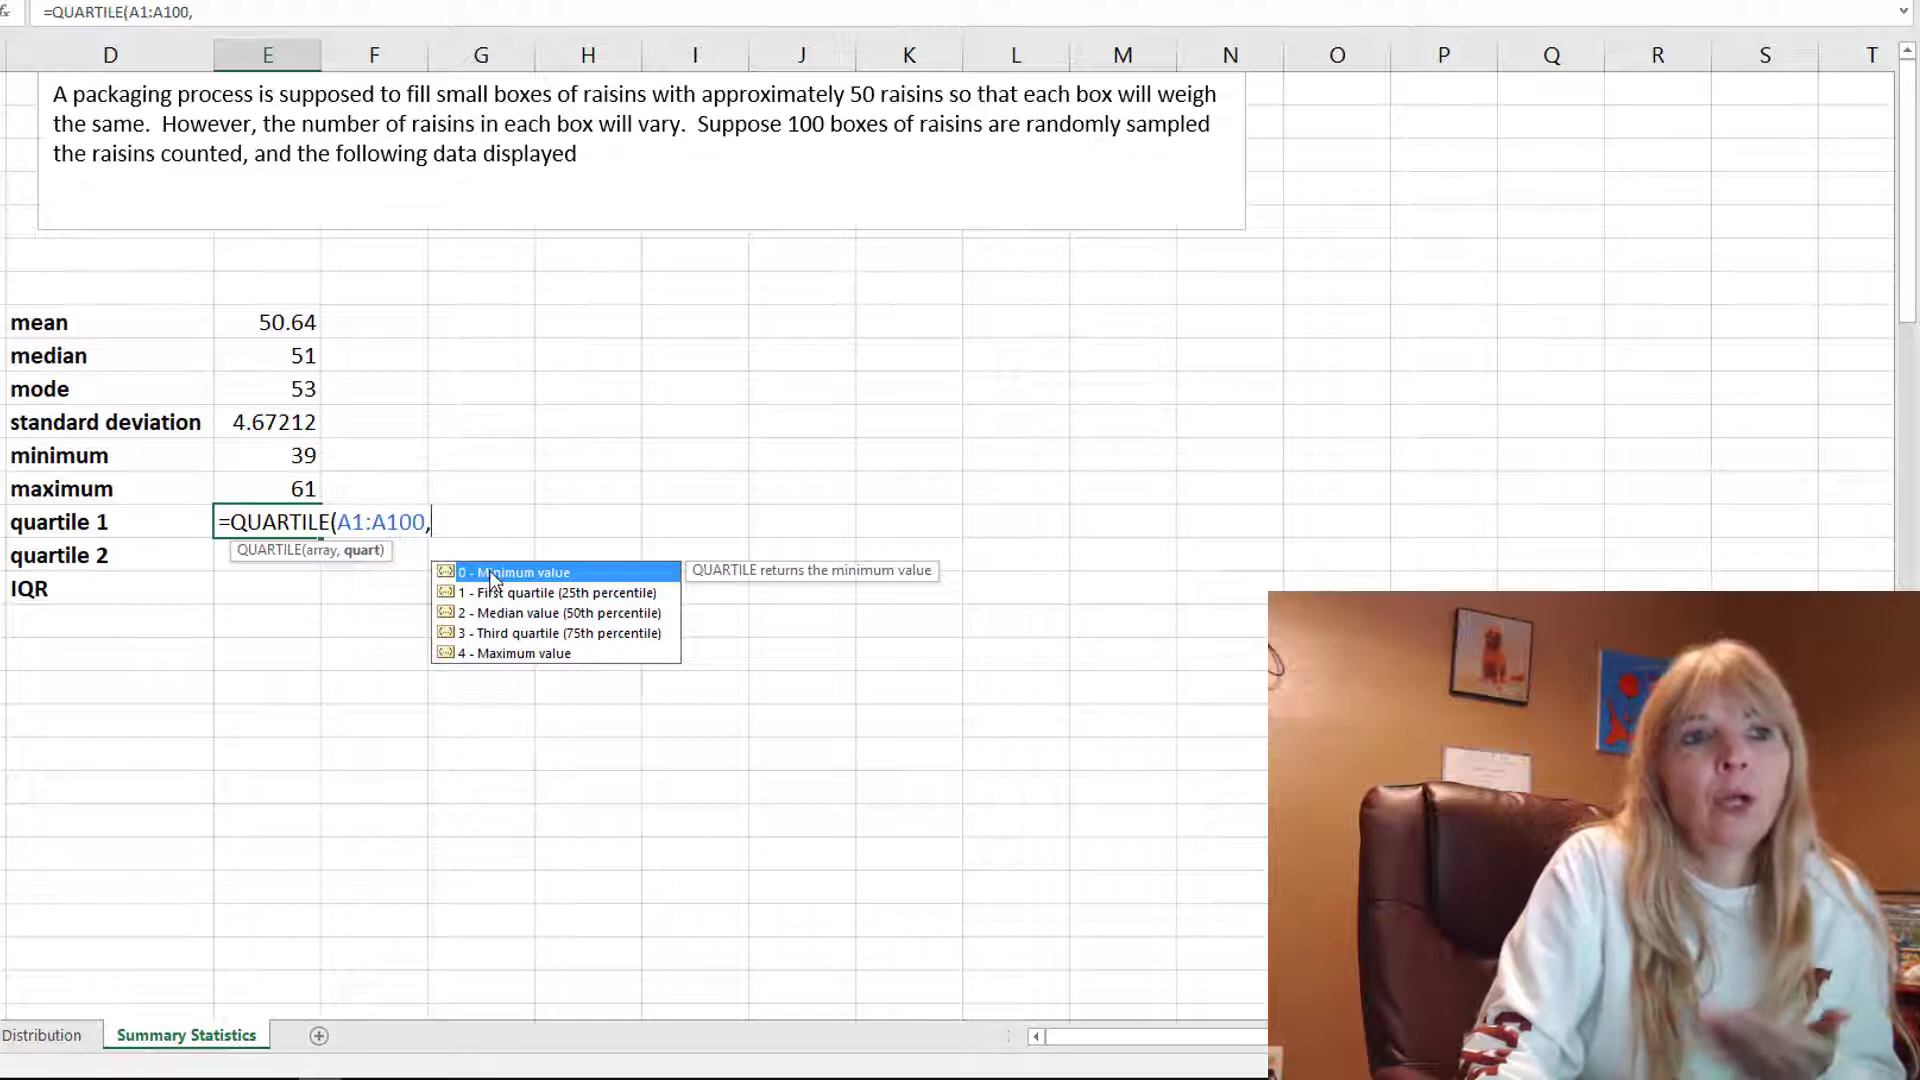 =QUARTILE(A1:A100,
D E F G H I J K L M N O P Q R S T
A packaging process is supposed to fill small boxes of raisins with approximately 50 raisins so that each box will weigh
the same.  However, the number of raisins in each box will vary.  Suppose 100 boxes of raisins are randomly sampled
the raisins counted, and the following data displayed
mean 50.64
median 51
mode 53
standard deviation 4.67212
minimum 39
maximum 61
quartile 1 =QUARTILE(A1:A100,
QUARTILE(array, quart)
quartile 2
0 - Minimum value QUARTILE returns the minimum value
IQR
1 - First quartile (25th percentile)
2 - Median value (50th percentile)
3 - Third quartile (75th percentile)
4 - Maximum value
Distribution Summary Statistics